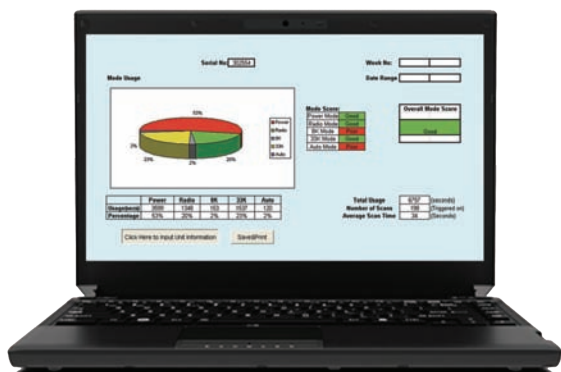 Serial No: 302554
Week No:
Date Range
Mode Usage
53%
2%
23%
2%
20%
Power
Radio
8K
33K
Auto
Mode Score:
Power Mode Good
Radio Mode Good
8K Mode Poor
33K Mode Good
Auto Mode Poor
Overall Mode Score
Good
Power Radio 8K 33K Auto
Usage(secs) 1348 153 1537 120
Percentage 53% 20% 2% 23% 2%
Total Usage 6757 (seconds)
Number of Scans 198 (Triggered on)
Average Scan Time 34 (Seconds)
Click Here to input Unit Information
Save&Print